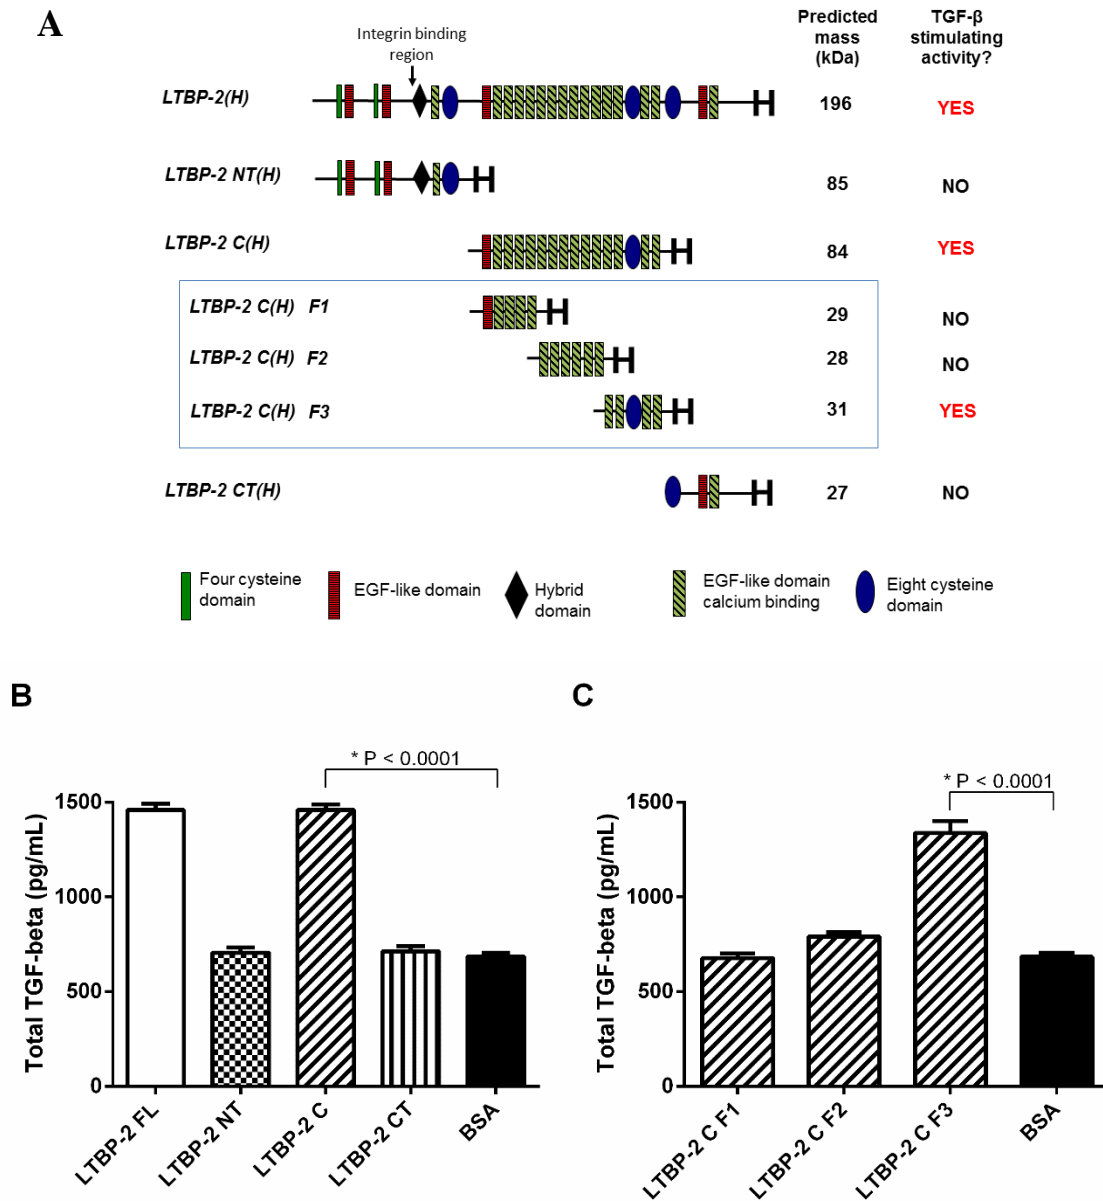 A
Integrin binding
region
Predicted
mass
(kDa)
TGF-β
stimulating
activity?
LTBP-2(H)
H
196
YES
LTBP-2 NT(H)
H
85
NO
LTBP-2 C(H)
H
84
YES
LTBP-2 C(H) F1
H
29
NO
LTBP-2 C(H) F2
H
28
NO
LTBP-2 C(H) F3
H
31
YES
LTBP-2 CT(H)
H
27
NO
Four cysteine
domain
EGF-like domain
Hybrid
domain
EGF-like domain
calcium binding
Eight cysteine
domain
B
* P < 0.0001
Total TGF-beta (pg/mL)
1500
1000
500
0
LTBP-2 FL
LTBP-2 NT
LTBP-2 C
LTBP-2 CT
BSA
C
* P < 0.0001
Total TGF-beta (pg/mL)
1500
1000
500
0
LTBP-2 C F1
LTBP-2 C F2
LTBP-2 C F3
BSA